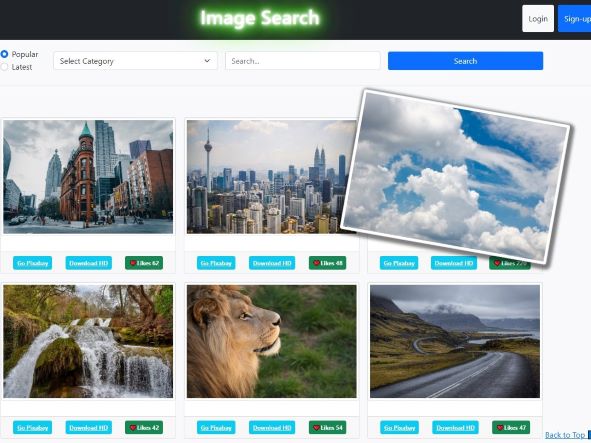 Image Search
Login
Sign-up
Popular
Latest
Select Category
Search...
Search
Go Pixabay Download HD Likes 62
Go Pixabay Download HD Likes 48
Go Pixabay Download HD Likes 220
Go Pixabay Download HD Likes 42
Go Pixabay Download HD Likes 54
Go Pixabay Download HD Likes 47
Back to Top